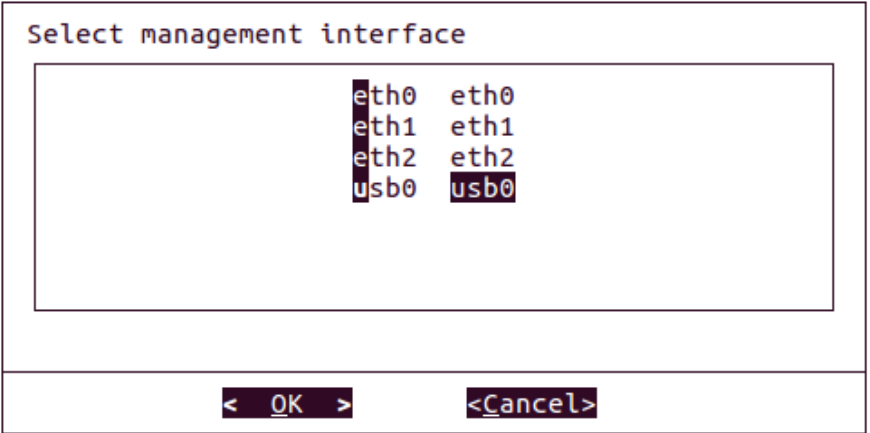 Select management interface
eth0 eth0
eth1 eth1
eth2 eth2
usb0 usb0
< OK > <Cancel>